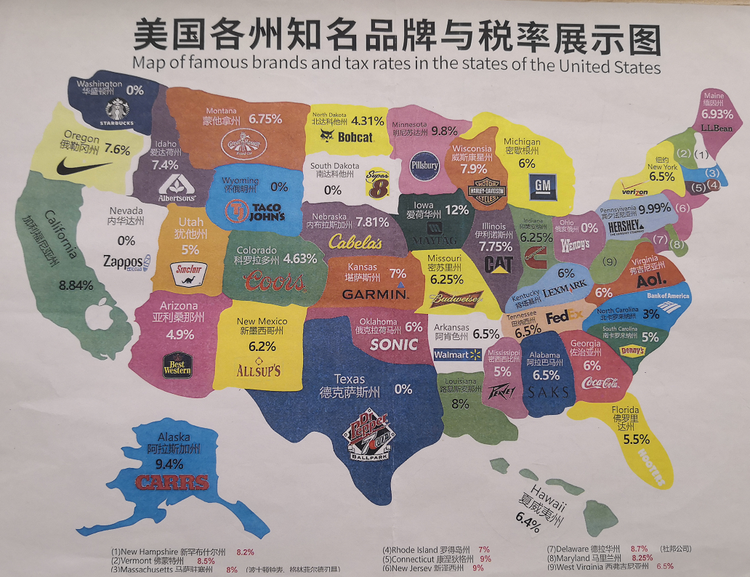 美国各州知名品牌与税率展示图
Map of famous brands and tax rates in the states of the United States
Washington
华盛顿州 0%
STARBUCKS
Oregon
俄勒冈州 7.6%
California
加利福尼亚州
8.84%
Idaho
爱达荷州
7.4%
Albertsons
Nevada
内华达州
0%
Zappos
Montana
蒙他拿州 6.75%
Wyoming
怀俄明州 0%
TACO
JOHN'S
Utah
犹他州
5%
Sinclair
Colorado
科罗拉多州 4.63%
Coors
Arizona
亚利桑那州
4.9%
Best
Western
New Mexico
新墨西哥州
6.2%
ALLSUP'S
North Dakota
北达科他州 4.31%
Bobcat
South Dakota
南达科他州
0%
Super
8
Nebraska
内布拉斯加州 7.81%
Cabela's
Kansas
堪萨斯州 7%
GARMIN
Oklahoma
俄克拉荷马州 6%
SONIC
Texas
德克萨斯州 0%
Dr Pepper
7up
BALLPARK
Minnesota
明尼苏达州 9.8%
Pillsbury
Iowa
爱荷华州 12%
MAYTAG
Missouri
密苏里州
6.25%
Budweiser
Arkansas
阿肯色州 6.5%
Walmart
Louisiana
路易斯安那州
8%
Wisconsin
威斯康星州
7.9%
HARLEY-DAVIDSON
Illinois
伊利诺斯州
7.75%
CAT
Michigan
密歇根州
6%
GM
Indiana
6.25%
Ohio
俄亥俄州 0%
Wendy's
Kentucky
肯塔基州 6%
LEXMARK
Tennessee
田纳西州
6.5%
FedEx
Mississippi
密西西比州
5%
Peavey
Alabama
阿拉巴马州
6.5%
SAKS
Georgia
佐治亚州
6%
Coca-Cola
Florida
佛罗里
达州
5.5%
HOOTERS
South Carolina
南卡罗来纳州 5%
Denny's
North Carolina
北卡罗来纳州 3%
Bank of America
Virginia
弗吉尼亚州
Aol.
6%
Pennsylvania
宾夕法尼亚州 9.99%
HERSHEY
纽约
New York
6.5%
verizon
Maine
缅因州
6.93%
L.L.Bean
(1)
(2)
(3)
(4)
(5)
(6)
(7)
(8)
(9)
Alaska
阿拉斯加州
9.4%
CARRS
Hawaii
夏威夷州
6.4%
(1)New Hampshire 新罕布什尔州 8.2%
(2)Vermont 佛蒙特州 8.5%
(3)Massachusetts 马萨诸塞州 8%
(4)Rhode Island 罗得岛州 7%
(5)Connecticut 康涅狄格州 9%
(6)New Jersey 新泽西州 9%
(7)Delaware 德拉华州 8.7% (杜邦公司)
(8)Maryland 马里兰州 8.25%
(9)West Virginia 西弗吉尼亚州 6.5%